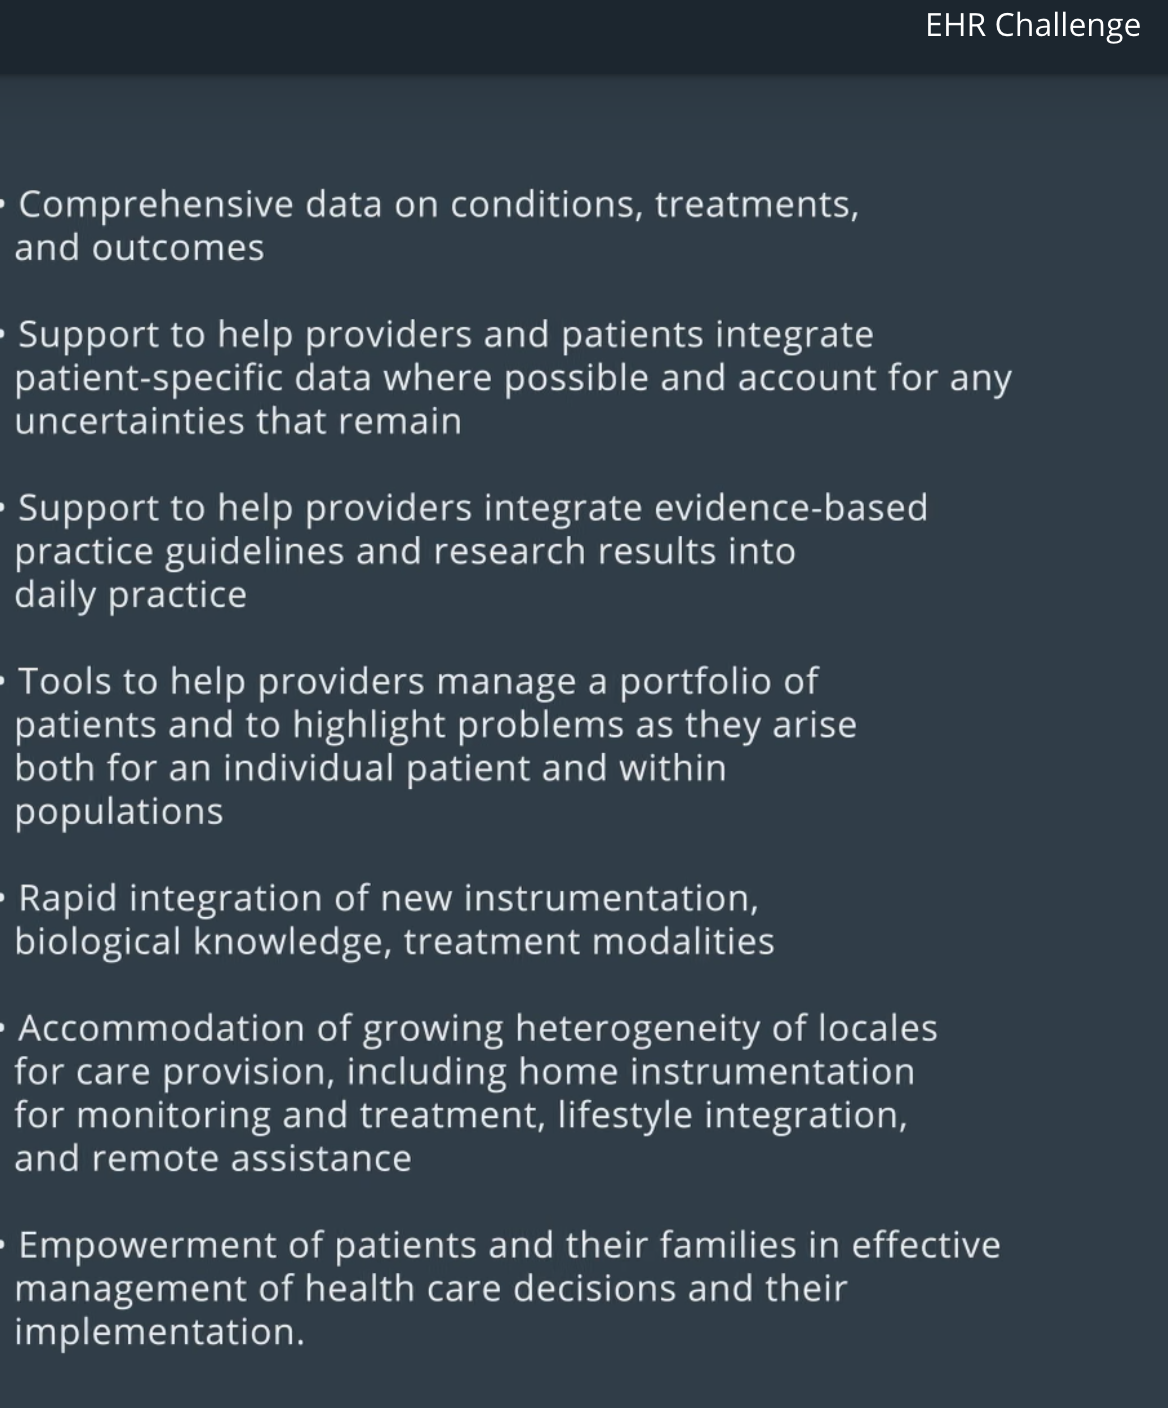 EHR Challenge
• Comprehensive data on conditions, treatments,
and outcomes
• Support to help providers and patients integrate
patient-specific data where possible and account for any
uncertainties that remain
• Support to help providers integrate evidence-based
practice guidelines and research results into
daily practice
• Tools to help providers manage a portfolio of
patients and to highlight problems as they arise
both for an individual patient and within
populations
• Rapid integration of new instrumentation,
biological knowledge, treatment modalities
• Accommodation of growing heterogeneity of locales
for care provision, including home instrumentation
for monitoring and treatment, lifestyle integration,
and remote assistance
• Empowerment of patients and their families in effective
management of health care decisions and their
implementation.